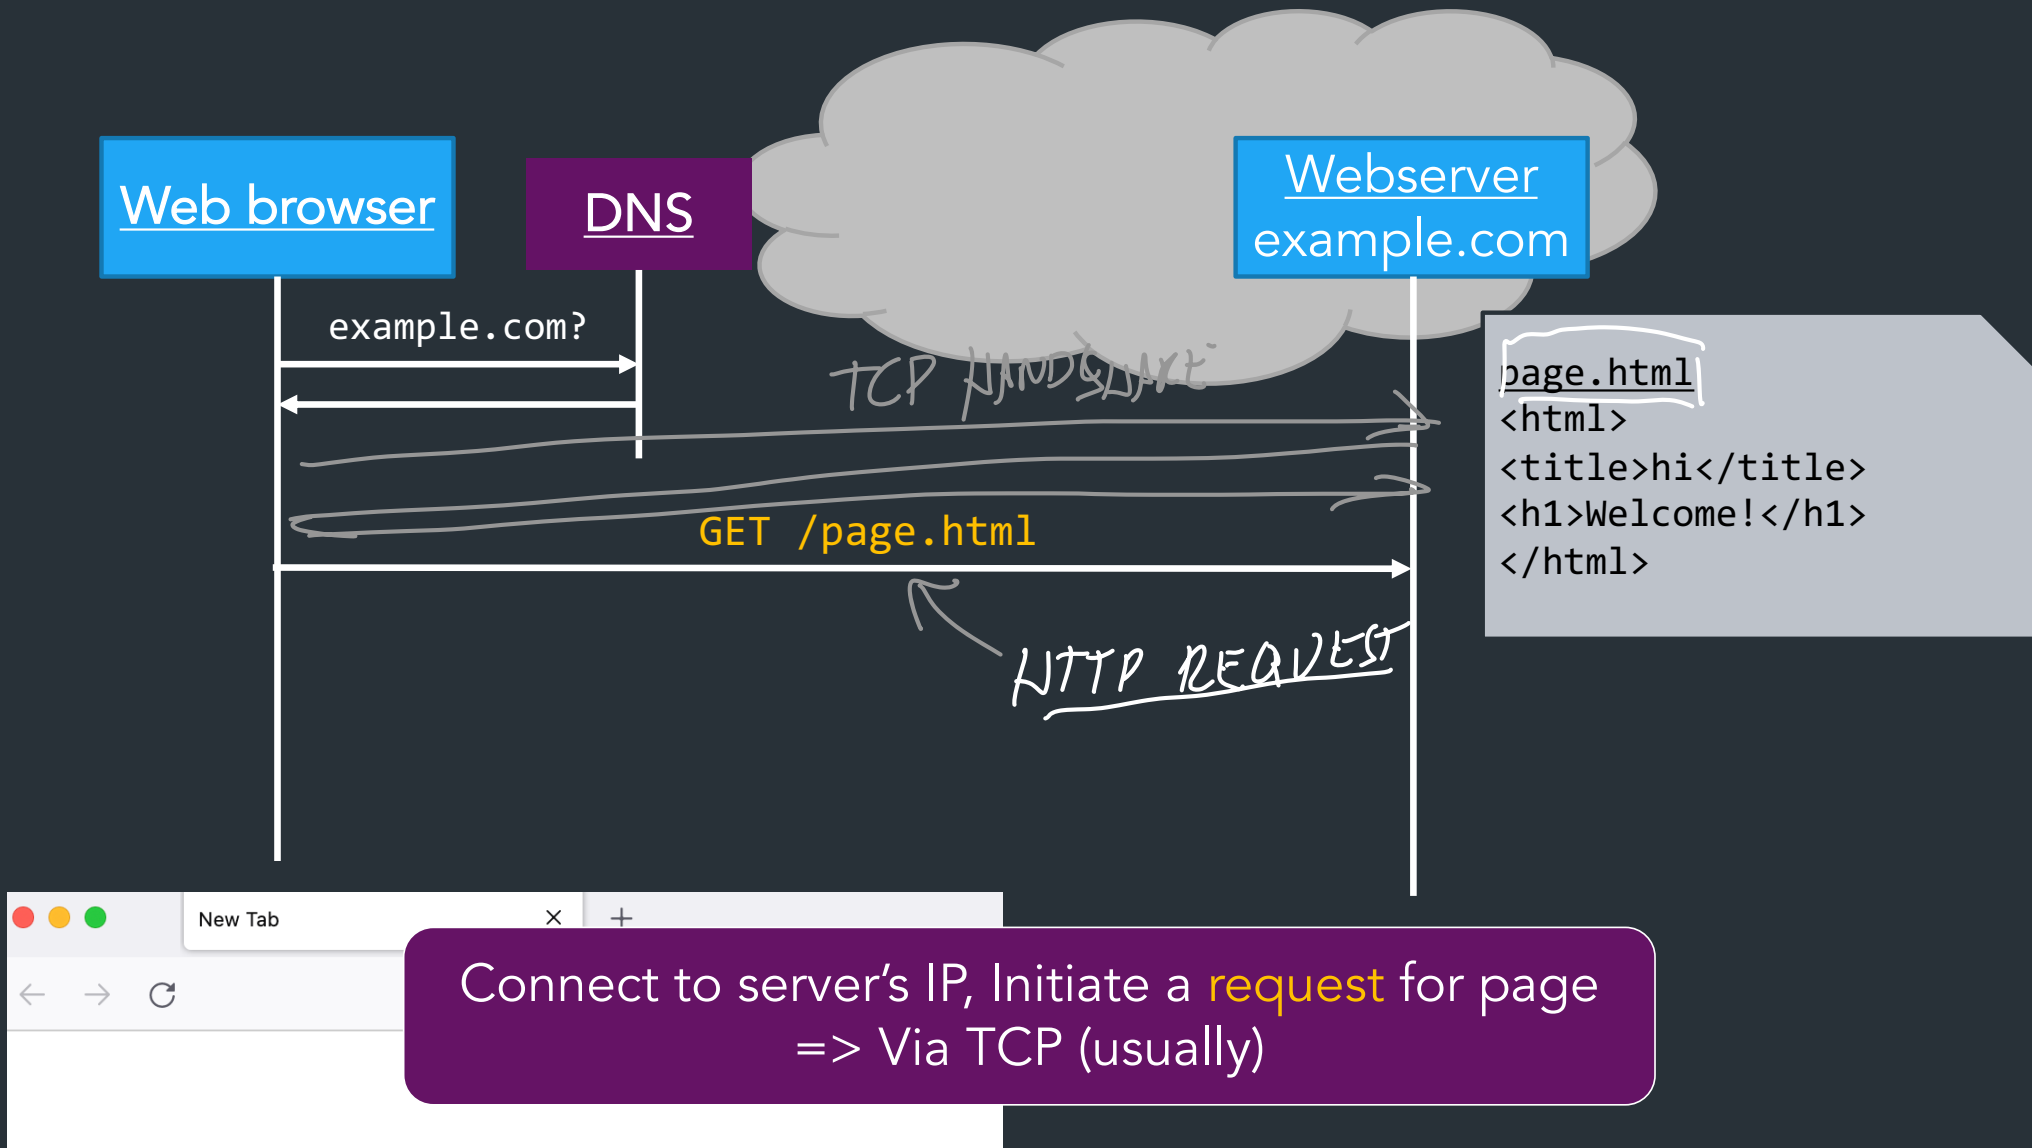 Web browser
DNS
Webserver
example.com
example.com?
TCP HANDSHAKE
page.html
<html>
<title>hi</title>
<h1>Welcome!</h1>
</html>
GET /page.html
HTTP REQUEST
New Tab
Connect to server’s IP, Initiate a request for page
=> Via TCP (usually)